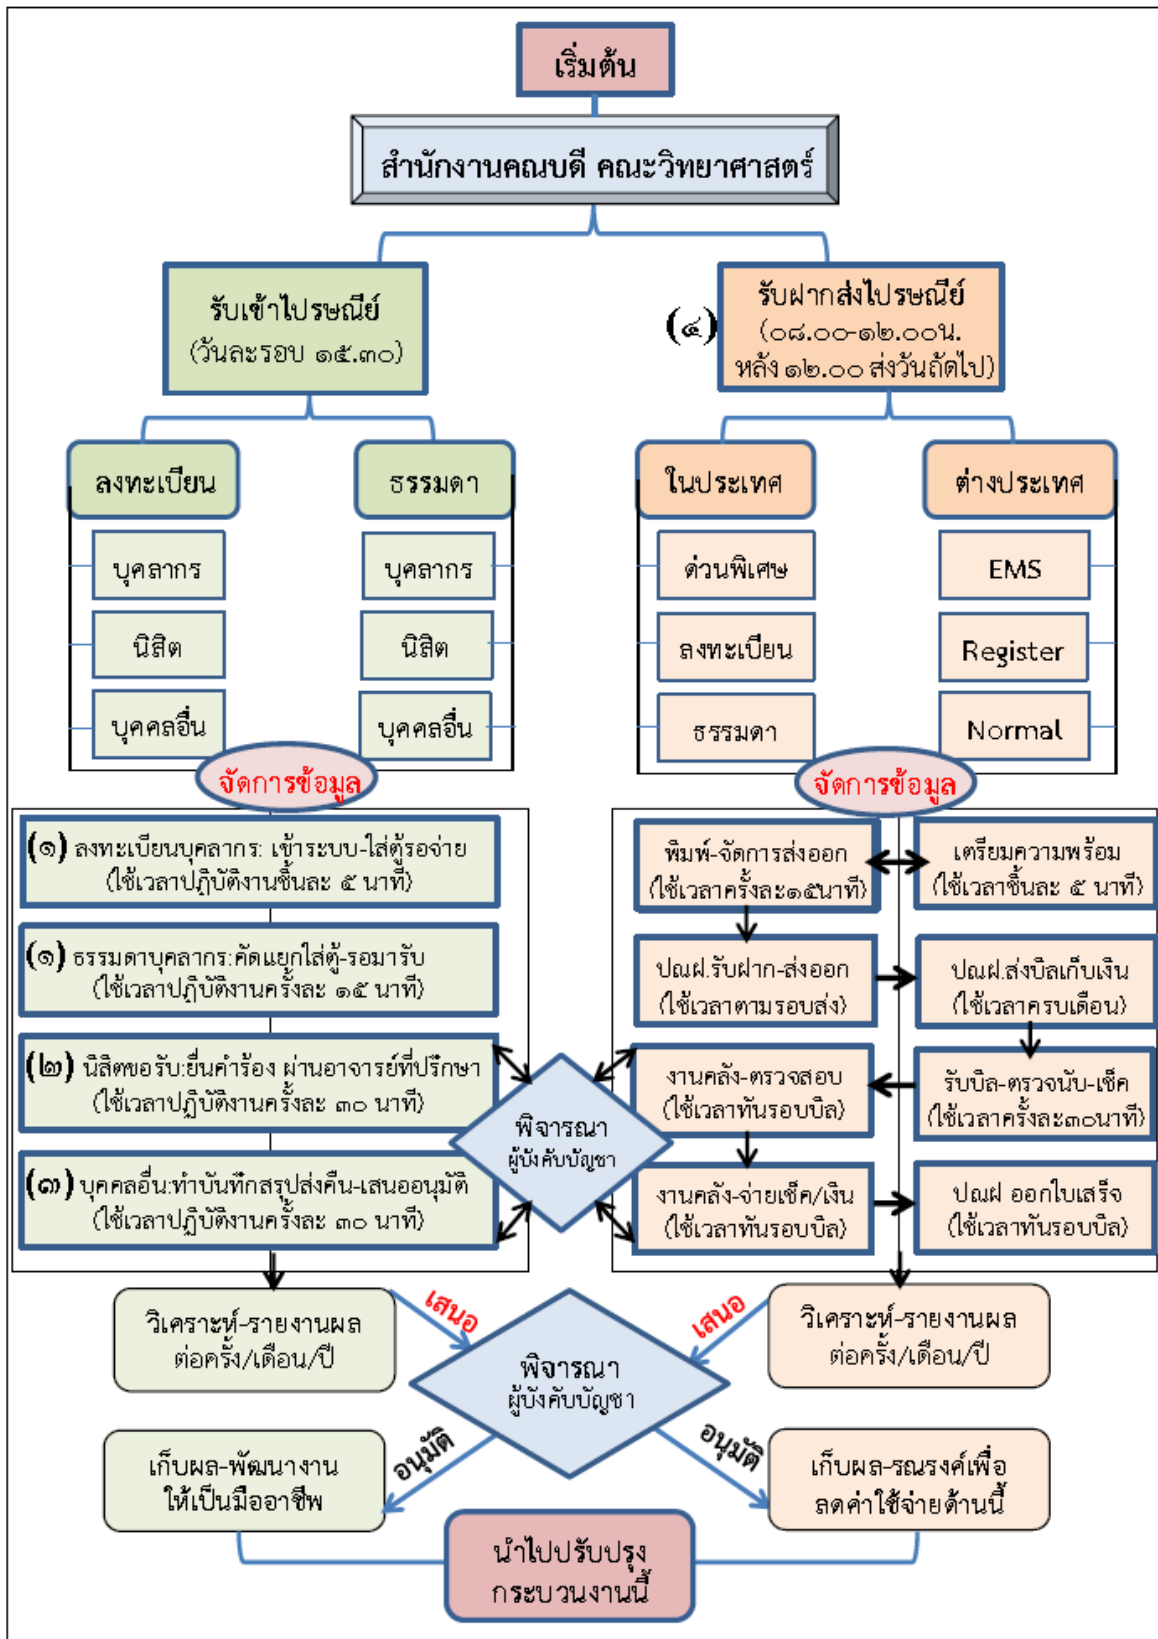 เริ่มต้น
สำนักงานคณบดี คณะวิทยาศาสตร์
รับเข้าไปรษณีย์
(วันละรอบ ๑๕.๓๐)
(๔)
รับฝากส่งไปรษณีย์
(๐๘.๐๐-๑๒.๐๐น.
หลัง ๑๒.๐๐ ส่งวันถัดไป)
ลงทะเบียน
ธรรมดา
ในประเทศ
ต่างประเทศ
บุคลากร
บุคลากร
ด่วนพิเศษ
EMS
นิสิต
นิสิต
ลงทะเบียน
Register
บุคคลอื่น
บุคคลอื่น
ธรรมดา
Normal
จัดการข้อมูล
จัดการข้อมูล
(๑) ลงทะเบียนบุคลากร: เข้าระบบ-ใส่ตู้รอจ่าย
(ใช้เวลาปฏิบัติงานชิ้นละ ๕ นาที)
(๑) ธรรมดาบุคลากร:คัดแยกใส่ตู้-รอมารับ
(ใช้เวลาปฏิบัติงานครั้งละ ๑๕ นาที)
(๒) นิสิตขอรับ:ยื่นคำร้อง ผ่านอาจารย์ที่ปรึกษา
(ใช้เวลาปฏิบัติงานครั้งละ ๓๐ นาที)
(๓) บุคคลอื่น:ทำบันทึกสรุปส่งคืน-เสนออนุมัติ
(ใช้เวลาปฏิบัติงานครั้งละ ๓๐ นาที)
พิจารณา
ผู้บังคับบัญชา
พิมพ์-จัดการส่งออก
(ใช้เวลาครั้งละ๑๕นาที)
เตรียมความพร้อม
(ใช้เวลาชิ้นละ ๕ นาที)
ปณฝ.รับฝาก-ส่งออก
(ใช้เวลาตามรอบส่ง)
ปณฝ.ส่งบิลเก็บเงิน
(ใช้เวลาครบเดือน)
งานคลัง-ตรวจสอบ
(ใช้เวลาทันรอบบิล)
รับบิล-ตรวจนับ-เช็ค
(ใช้เวลาครั้งละ๓๐นาที)
งานคลัง-จ่ายเช็ค/เงิน
(ใช้เวลาทันรอบบิล)
ปณฝ ออกใบเสร็จ
(ใช้เวลาทันรอบบิล)
วิเคราะห์-รายงานผล
ต่อครั้ง/เดือน/ปี
เสนอ
พิจารณา
ผู้บังคับบัญชา
เสนอ
วิเคราะห์-รายงานผล
ต่อครั้ง/เดือน/ปี
เก็บผล-พัฒนางาน
ให้เป็นมืออาชีพ
อนุมัติ
อนุมัติ
เก็บผล-รณรงค์เพื่อ
ลดค่าใช้จ่ายด้านนี้
นำไปปรับปรุง
กระบวนงานนี้